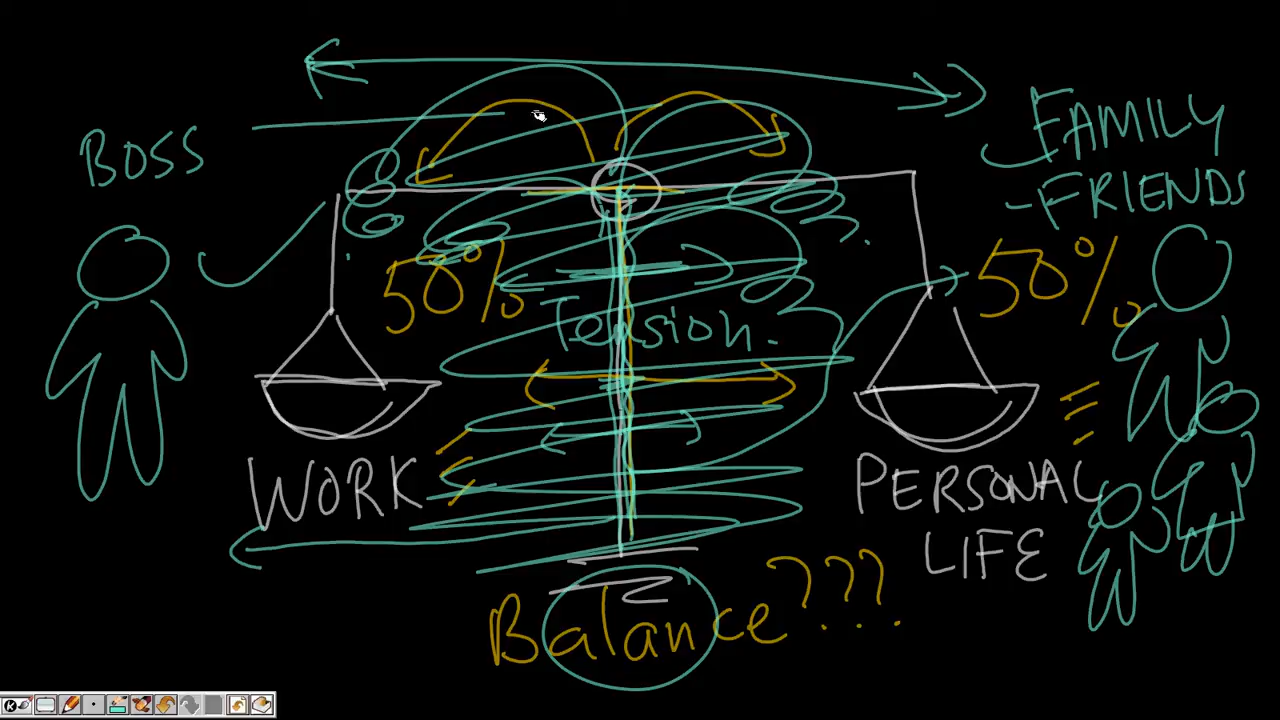 BOSS
FAMILY
-FRIENDS
50%
50%
Tension.
WORK
PERSONAL
LIFE
Balance???